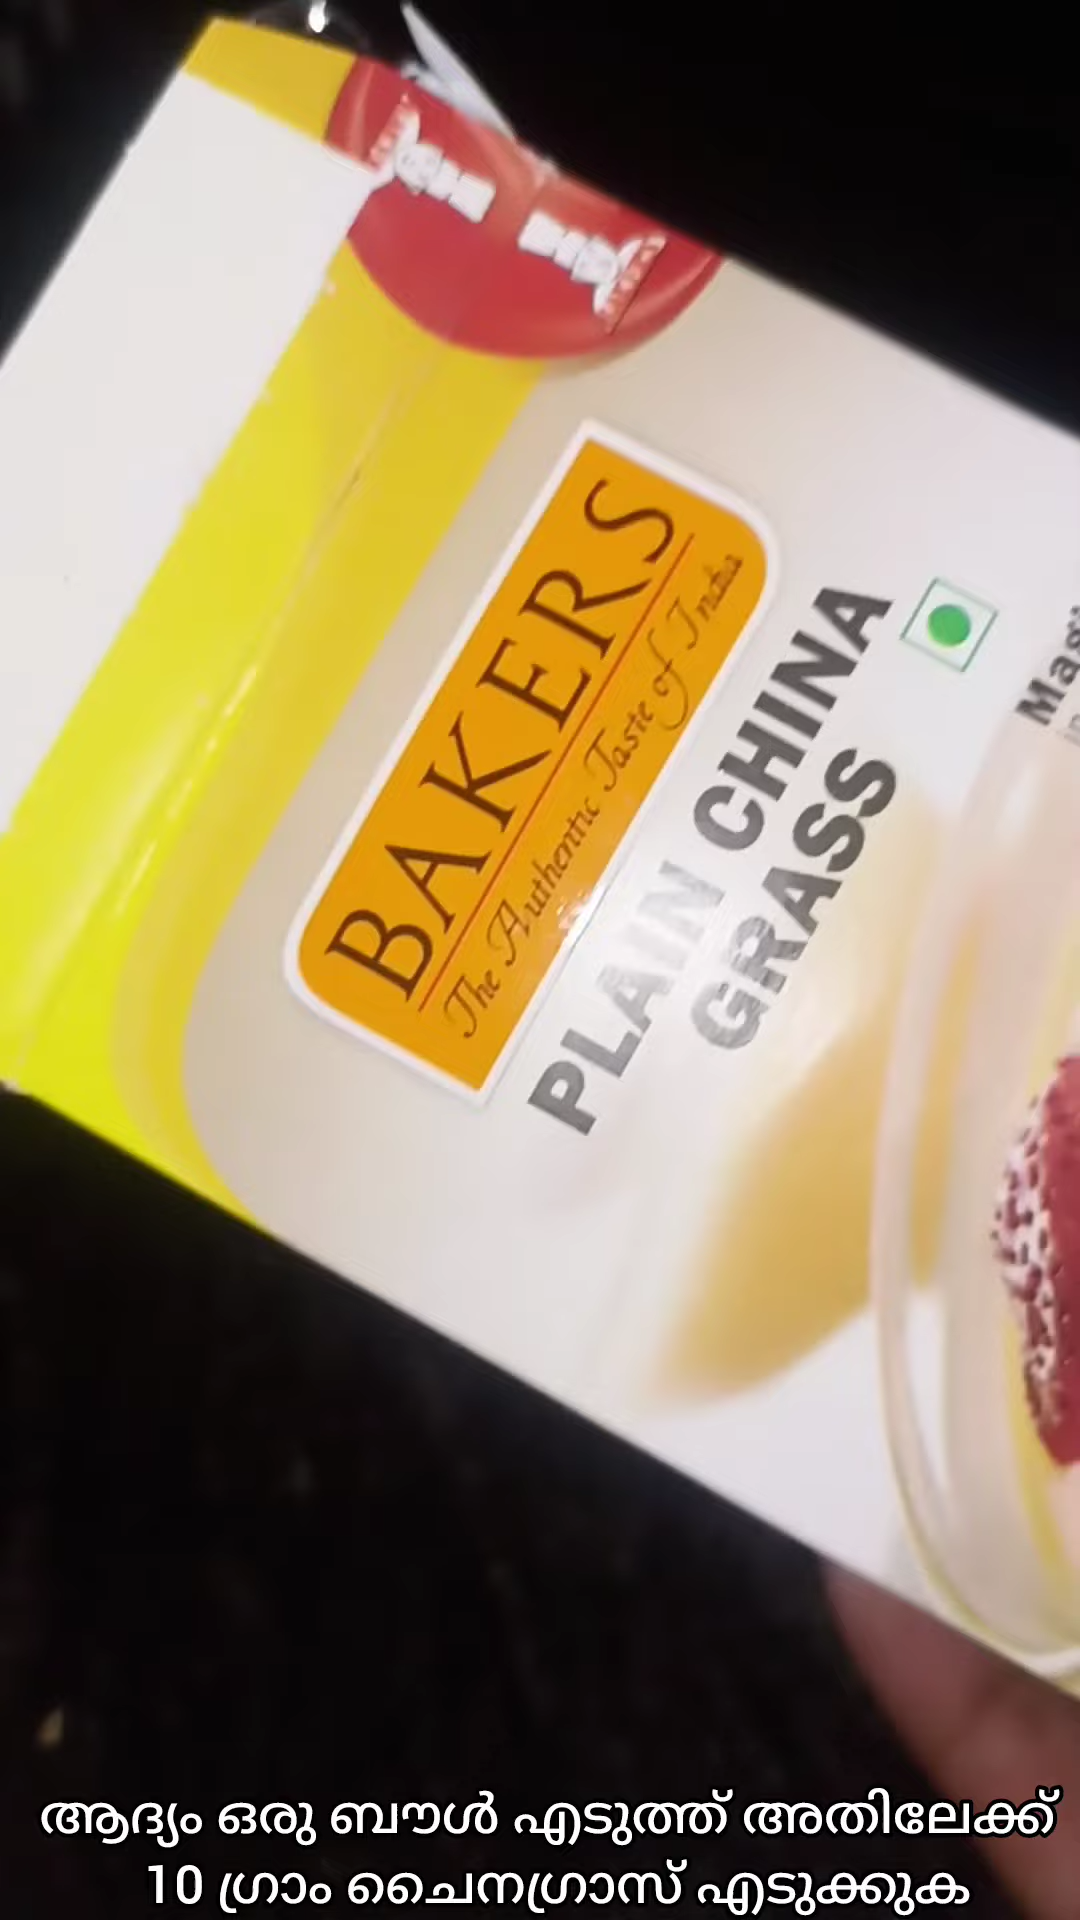 BAKERS
The Authentic Taste of India
PLAIN CHINA
GRASS
ആദ്യം ഒരു ബൗൾ എടുത്ത് അതിലേക്ക്
10 ഗ്രാം ചൈനഗ്രാസ് എടുക്കുക